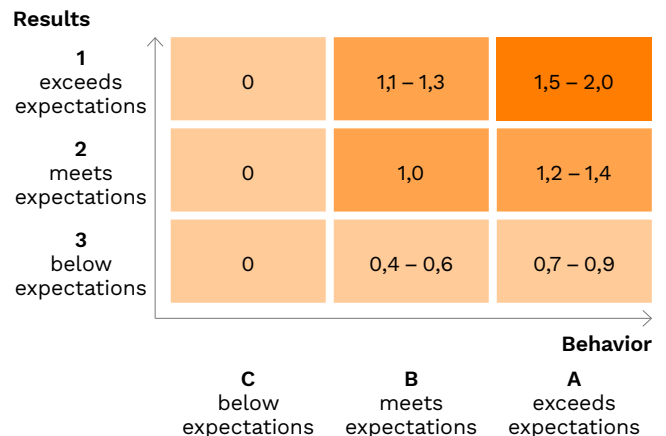 Results
1
exceeds
expectations
0
1,1 – 1,3
1,5 – 2,0
2
meets
expectations
0
1,0
1,2 – 1,4
3
below
expectations
0
0,4 – 0,6
0,7 – 0,9
Behavior
C
below
expectations
B
meets
expectations
A
exceeds
expectations